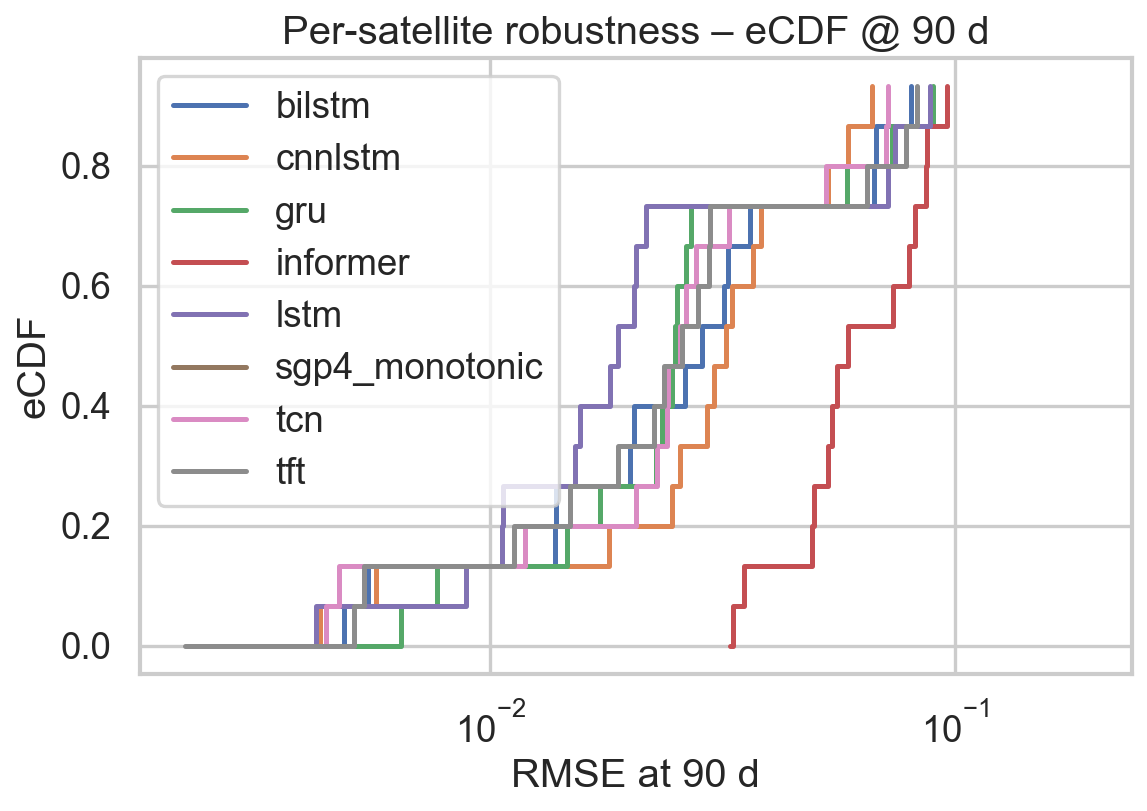 Per-satellite robustness – eCDF @ 90 d
bilstm
cnnlstm
gru
informer
lstm
sgp4_monotonic
tcn
tft
eCDF
0.8
0.6
0.4
0.2
0.0
10⁻²
10⁻¹
RMSE at 90 d